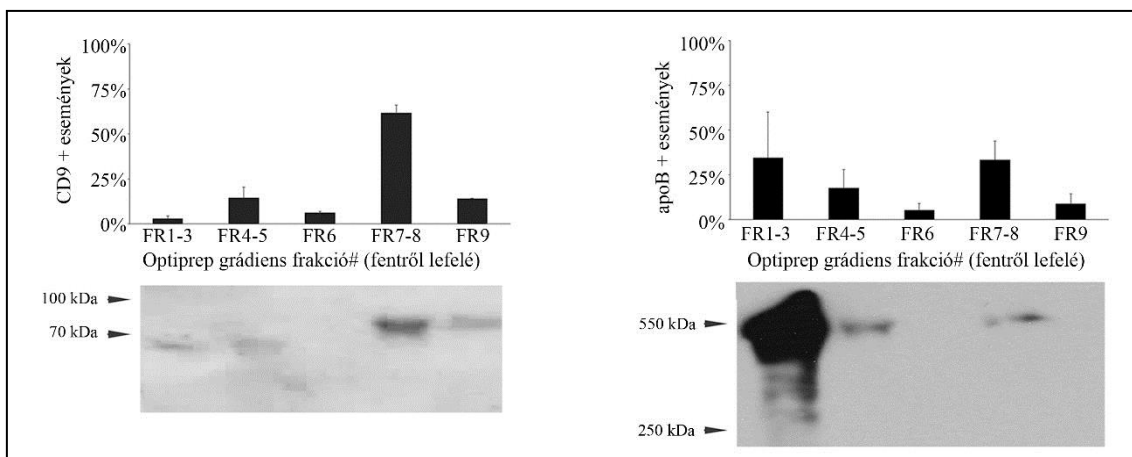 100%
75%
50%
25%
0%
CD9 + események
FR1-3 FR4-5 FR6 FR7-8 FR9
Optiprep grádiens frakció# (fentről lefelé)
100 kDa
70 kDa
100%
75%
50%
25%
0%
apoB + események
FR1-3 FR4-5 FR6 FR7-8 FR9
Optiprep grádiens frakció# (fentről lefelé)
550 kDa
250 kDa